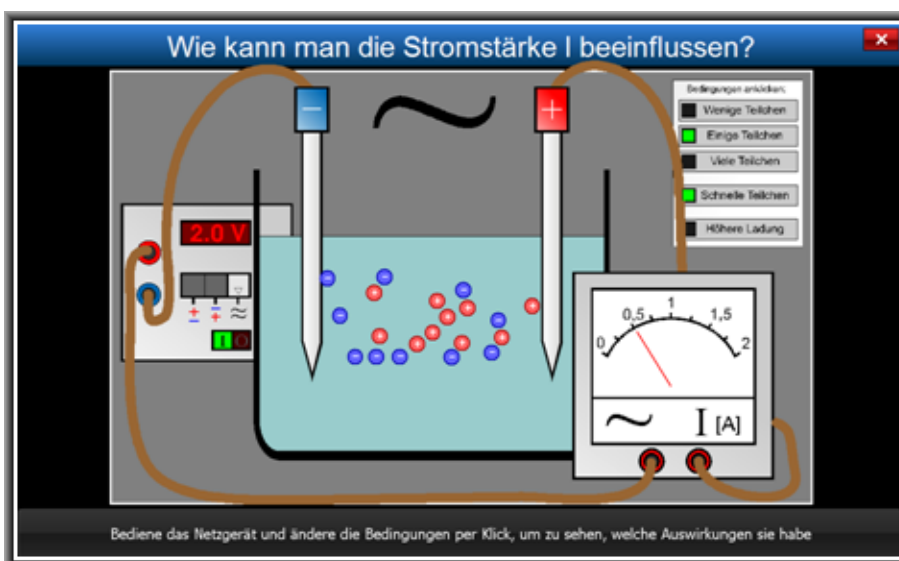 Wie kann man die Stromstärke I beeinflussen?
Bedingungen anklicken:
Wenige Teilchen
Einige Teilchen
Viele Teilchen
Schnelle Teilchen
Höhere Ladung
2.0 V
0 0,5 1 1,5 2
I [A]
Bediene das Netzgerät und ändere die Bedingungen per Klick, um zu sehen, welche Auswirkungen sie habe